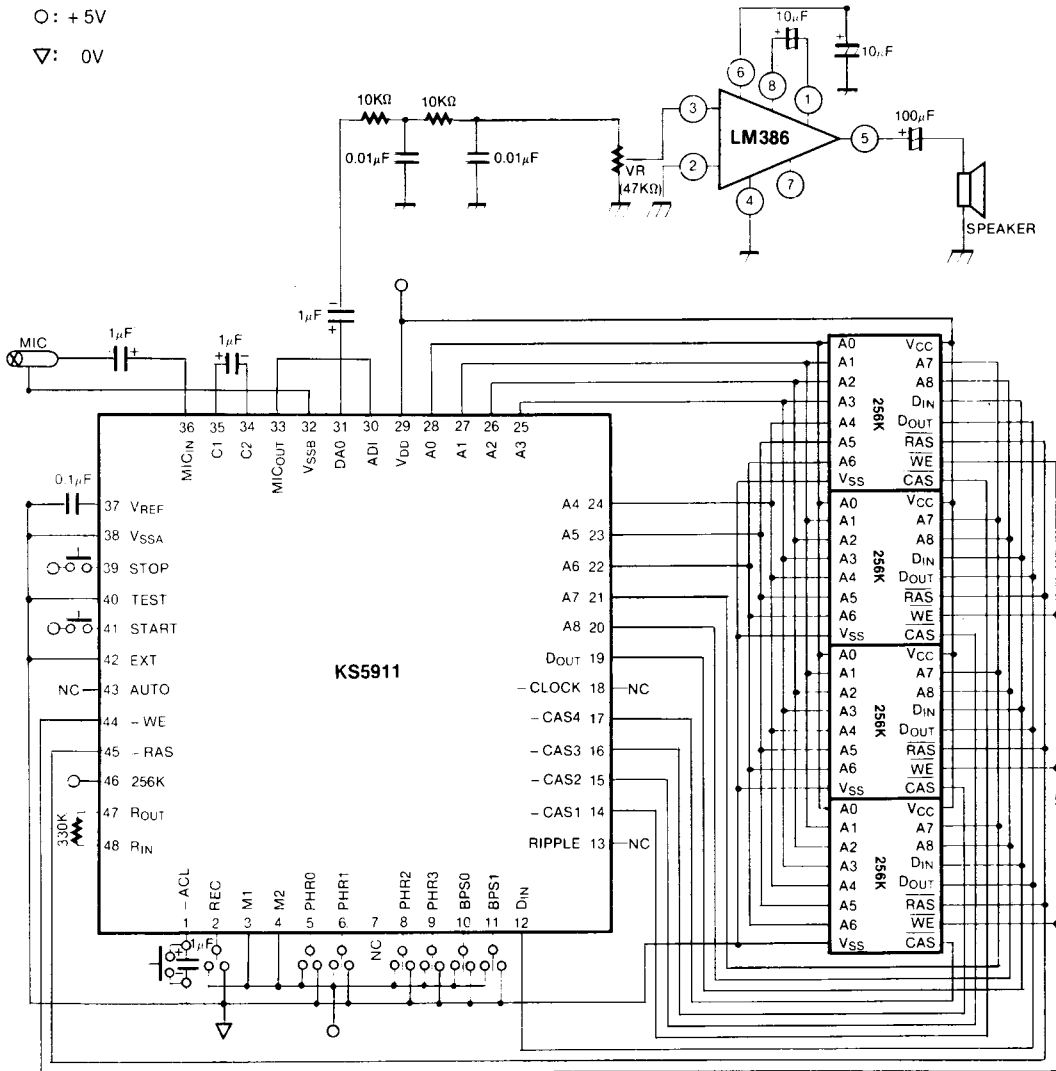 O: + 5V
▽: 0V
10µF
10µF
6
8
1
10KΩ
10KΩ
3
LM386
100µF
5
0.01µF
0.01µF
VR
(47KΩ)
2
7
4
SPEAKER
MIC
1µF
1µF
1µF
36 35 34 33 32 31 30 29 28 27 26 25
MICIN C1 C2 MICOUT VSSB DA0 ADI VDD A0 A1 A2 A3
0.1µF
37 VREF
38 VSSA
39 STOP
40 TEST
41 START
42 EXT
NC 43 AUTO
44 -WE
45 -RAS
46 256K
330K
47 ROUT
48 RIN
KS5911
A4 24
A5 23
A6 22
A7 21
A8 20
DOUT 19
-CLOCK 18 NC
-CAS4 17
-CAS3 16
-CAS2 15
-CAS1 14
RIPPLE 13 NC
-ACL REC M1 M2 PHR0 PHR1 PHR2 PHR3 BPS0 BPS1 DIN
1 2 3 4 5 6 7 8 9 10 11 12
NC
1µF
256K
A0 VCC
A1 A7
A2 A8
A3 DIN
A4 DOUT
A5 RAS
A6 WE
VSS CAS
256K
A0 VCC
A1 A7
A2 A8
A3 DIN
A4 DOUT
A5 RAS
A6 WE
VSS CAS
256K
A0 VCC
A1 A7
A2 A8
A3 DIN
A4 DOUT
A5 RAS
A6 WE
VSS CAS
256K
A0 VCC
A1 A7
A2 A8
A3 DIN
A4 DOUT
A5 RAS
A6 WE
VSS CAS